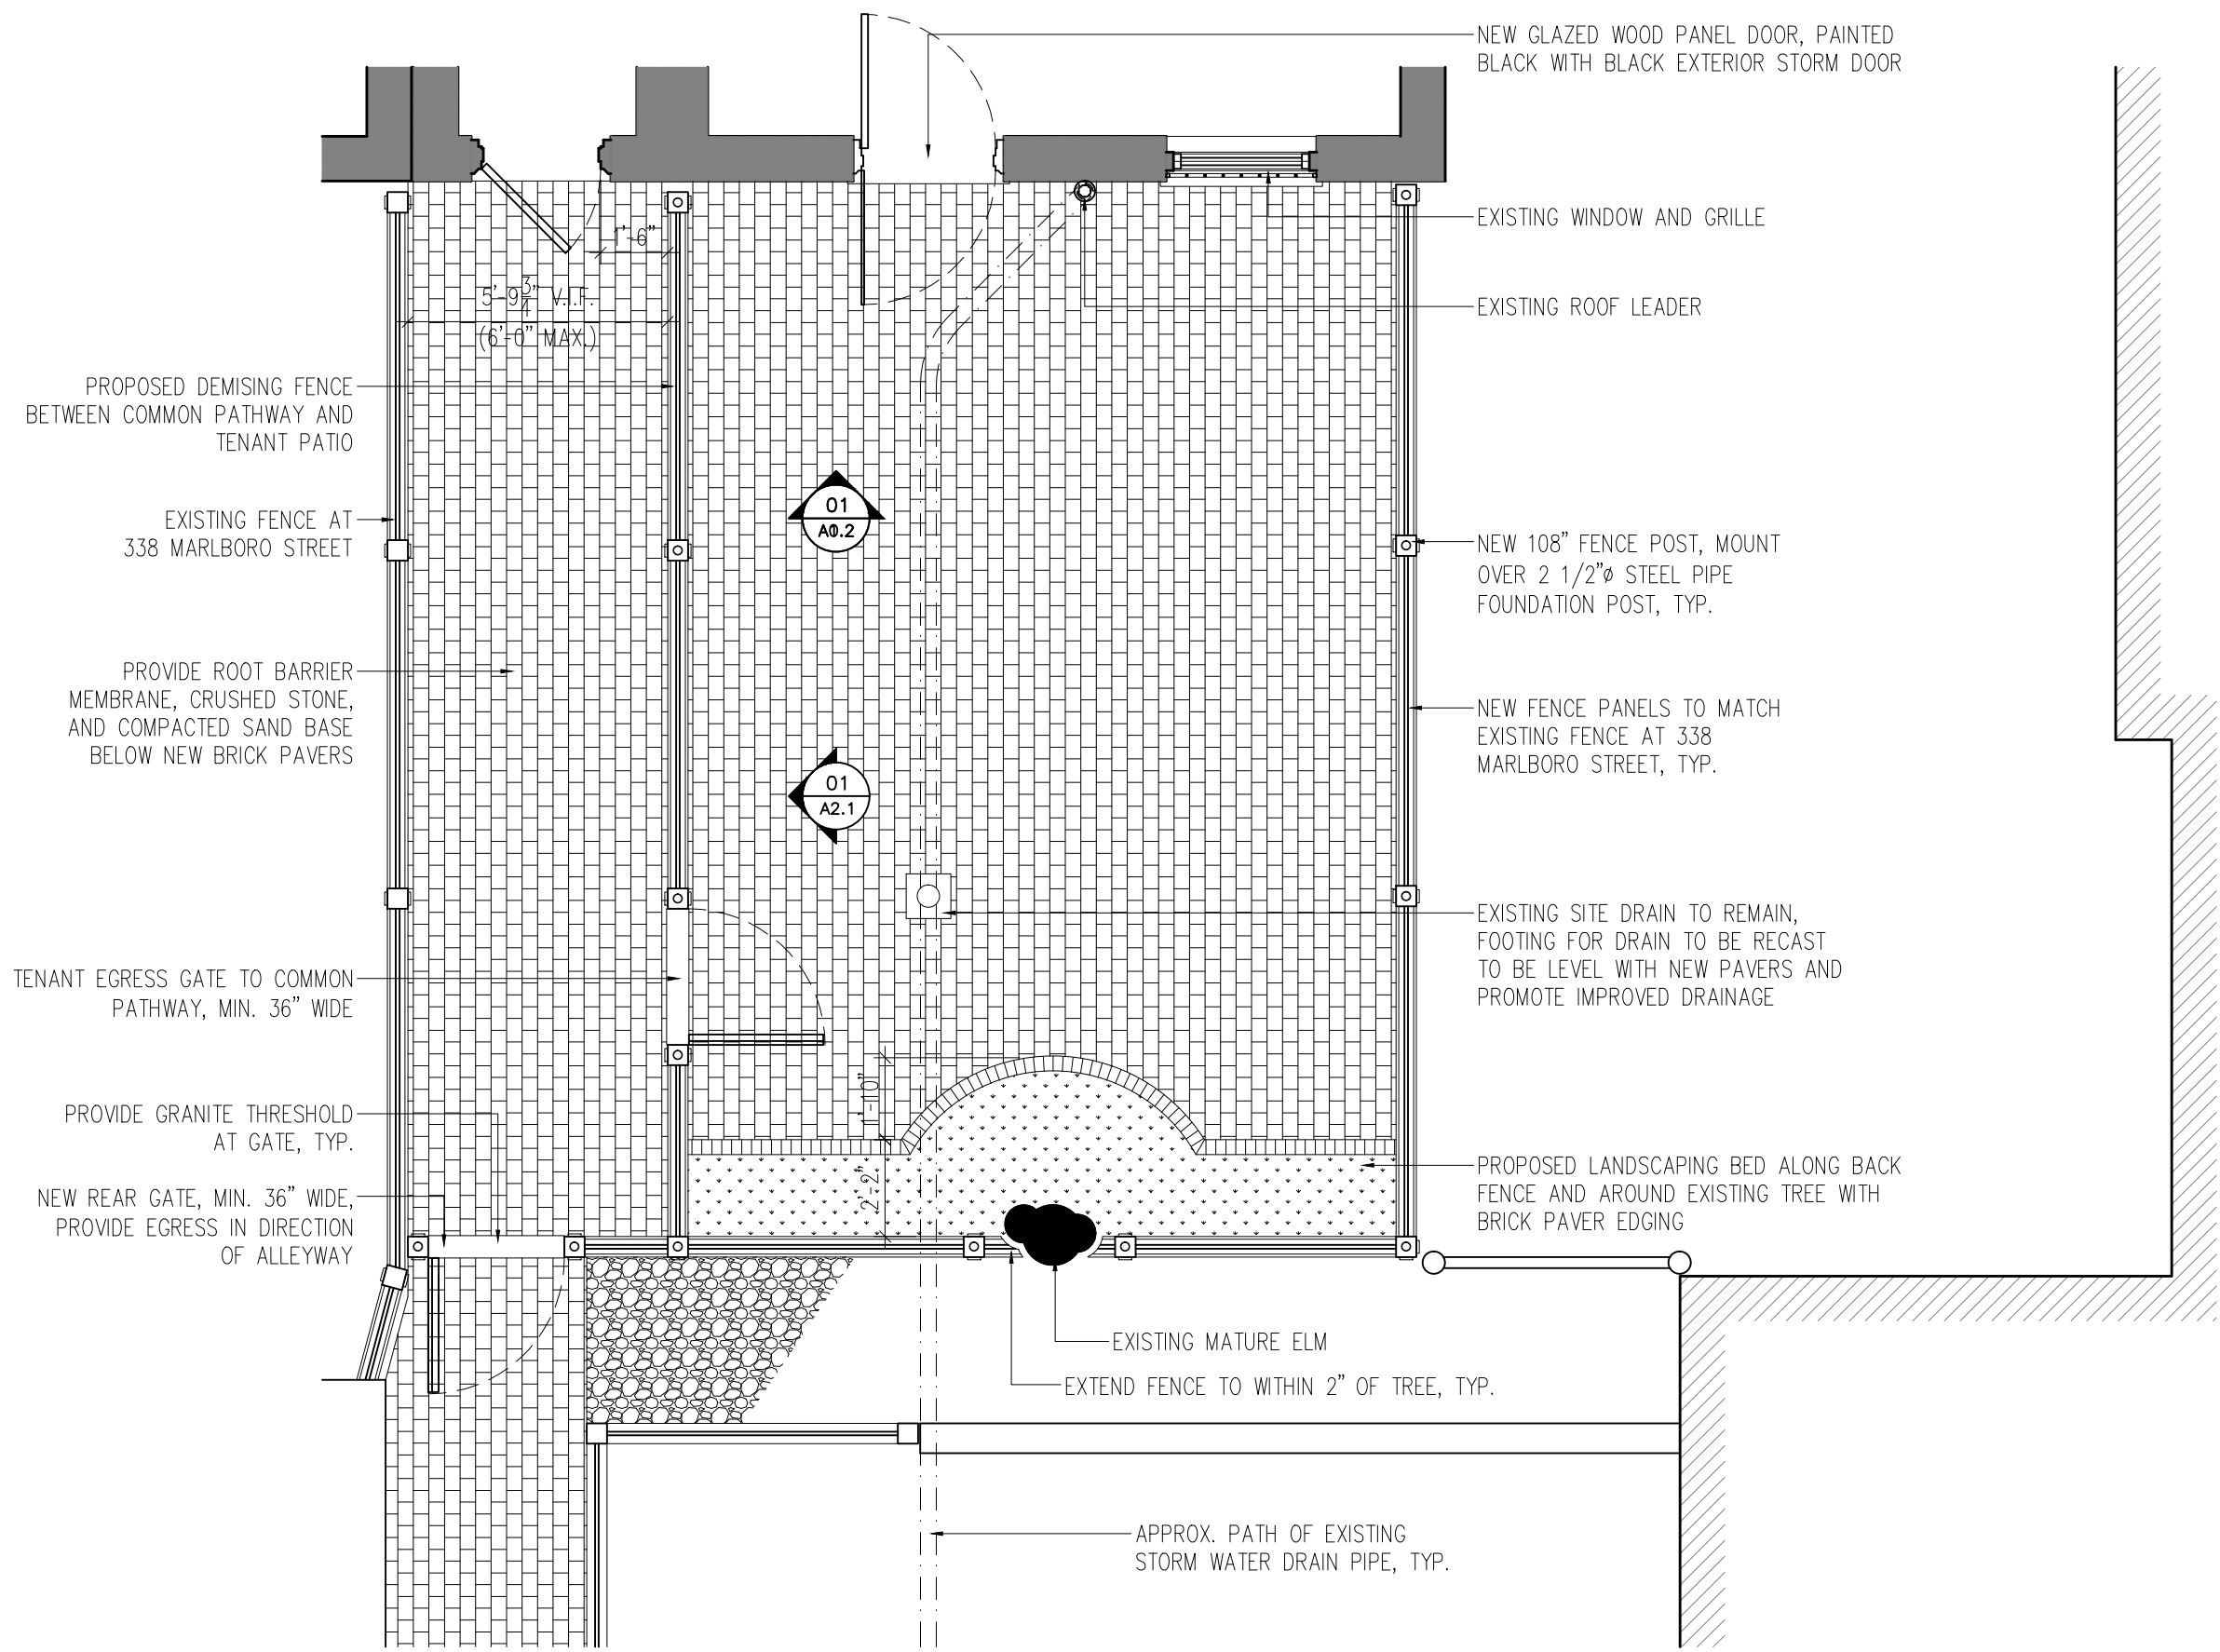 NEW GLAZED WOOD PANEL DOOR, PAINTED
BLACK WITH BLACK EXTERIOR STORM DOOR
EXISTING WINDOW AND GRILLE
1'-6"
5'-9 3/4" V.I.F.
(6'-0" MAX.)
EXISTING ROOF LEADER
PROPOSED DEMISING FENCE
BETWEEN COMMON PATHWAY AND
TENANT PATIO
EXISTING FENCE AT
338 MARLBORO STREET
01
NEW 108" FENCE POST, MOUNT
OVER 2 1/2"ø STEEL PIPE
FOUNDATION POST, TYP.
PROVIDE ROOT BARRIER
MEMBRANE, CRUSHED STONE,
AND COMPACTED SAND BASE
BELOW NEW BRICK PAVERS
NEW FENCE PANELS TO MATCH
EXISTING FENCE AT 338
MARLBORO STREET, TYP.
01
A2.1
EXISTING SITE DRAIN TO REMAIN,
FOOTING FOR DRAIN TO BE RECAST
TO BE LEVEL WITH NEW PAVERS AND
PROMOTE IMPROVED DRAINAGE
TENANT EGRESS GATE TO COMMON
PATHWAY, MIN. 36" WIDE
1'-10"
PROVIDE GRANITE THRESHOLD
AT GATE, TYP.
2'-2"
PROPOSED LANDSCAPING BED ALONG BACK
FENCE AND AROUND EXISTING TREE WITH
BRICK PAVER EDGING
NEW REAR GATE, MIN. 36" WIDE,
PROVIDE EGRESS IN DIRECTION
OF ALLEYWAY
EXISTING MATURE ELM
EXTEND FENCE TO WITHIN 2" OF TREE, TYP.
APPROX. PATH OF EXISTING
STORM WATER DRAIN PIPE, TYP.